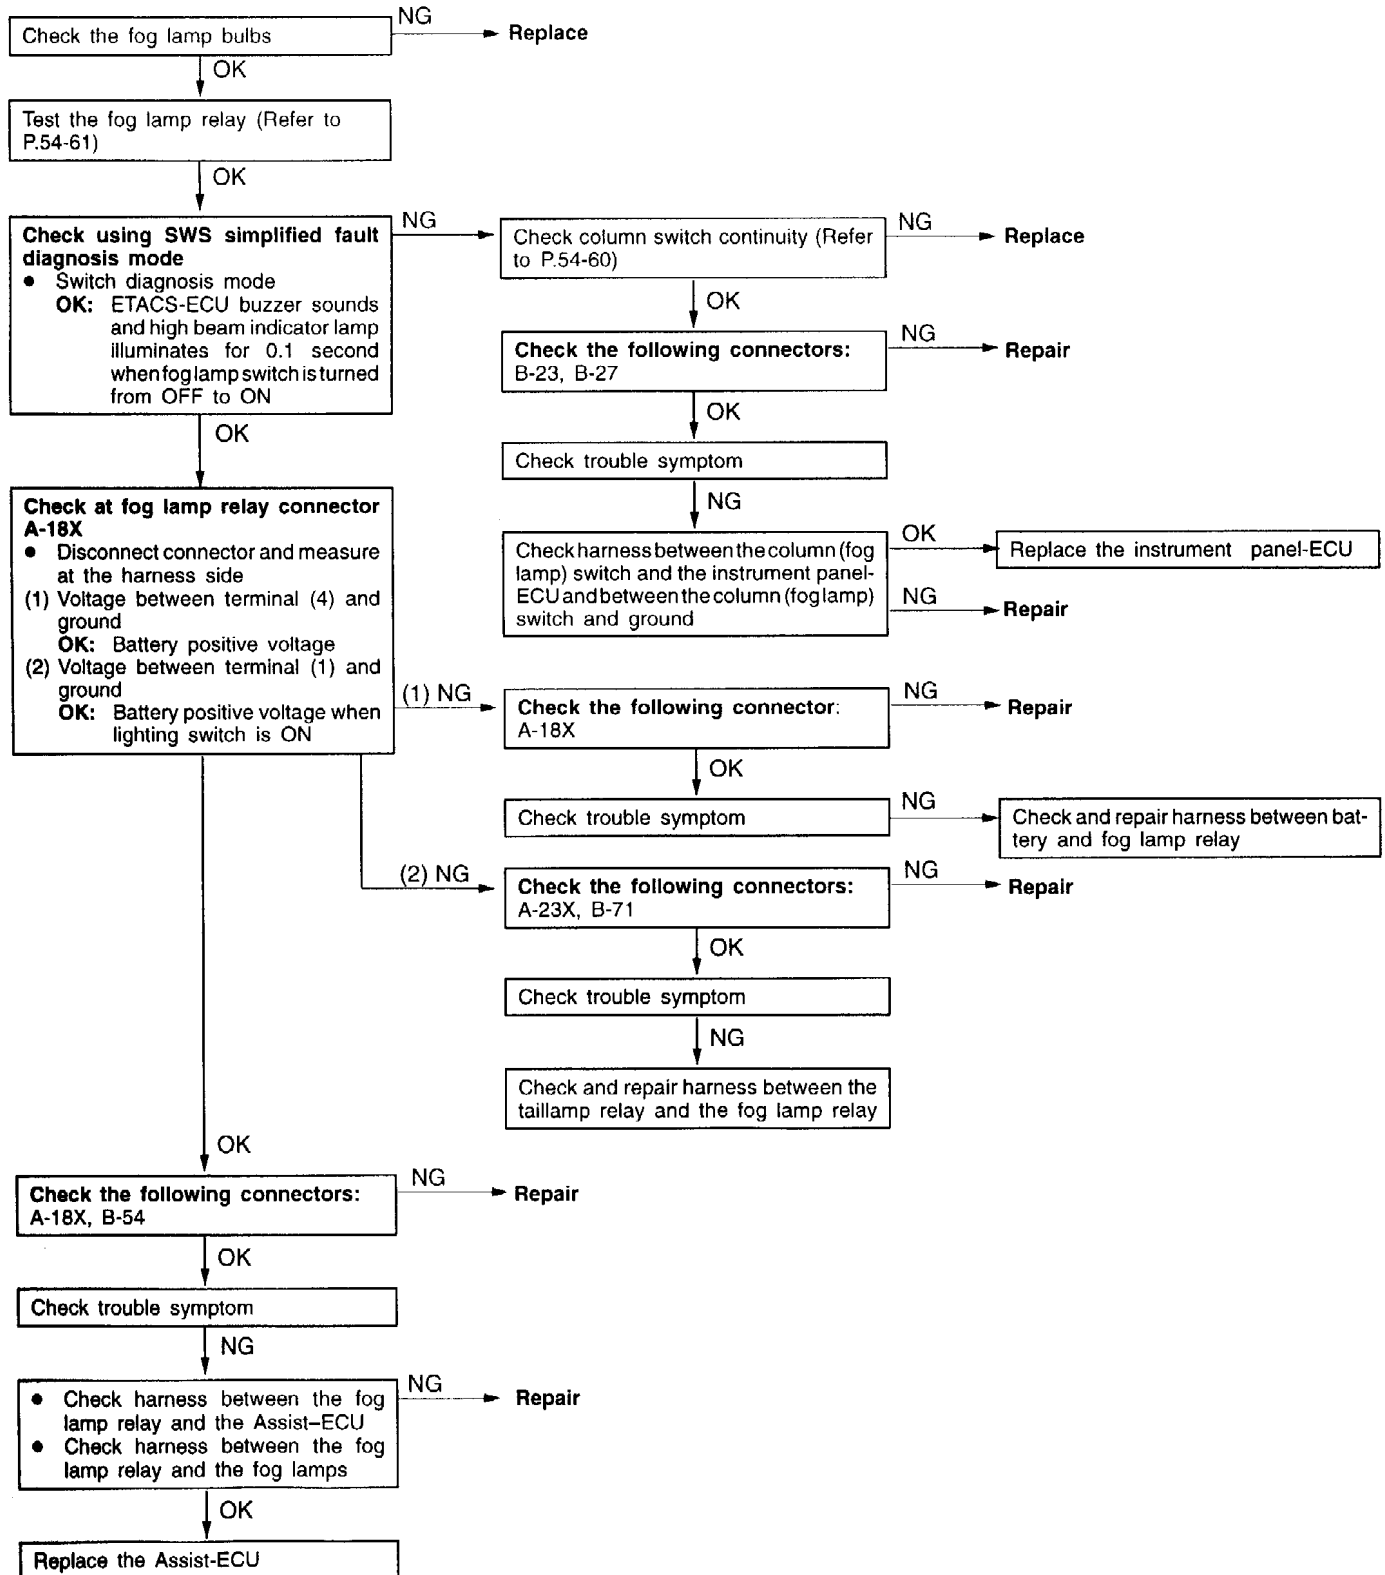 Check the fog lamp bulbs
NG
Replace
OK
Test the fog lamp relay (Refer to
P.54-61)
OK
Check using SWS simplified fault
diagnosis mode
● Switch diagnosis mode
OK: ETACS-ECU buzzer sounds
and high beam indicator lamp
illuminates for 0.1 second
when fog lamp switch is turned
from OFF to ON
NG
Check column switch continuity (Refer
to P.54-60)
NG
Replace
OK
Check the following connectors:
B-23, B-27
NG
Repair
OK
Check trouble symptom
NG
Check harness between the column (fog
lamp) switch and the instrument panel-
ECU and between the column (fog lamp)
switch and ground
OK
Replace the instrument panel-ECU
NG
Repair
OK
Check at fog lamp relay connector
A-18X
● Disconnect connector and measure
at the harness side
(1) Voltage between terminal (4) and
ground
OK: Battery positive voltage
(2) Voltage between terminal (1) and
ground
OK: Battery positive voltage when
lighting switch is ON
(1) NG
Check the following connector:
A-18X
NG
Repair
OK
Check trouble symptom
NG
Check and repair harness between bat-
tery and fog lamp relay
(2) NG
Check the following connectors:
A-23X, B-71
NG
Repair
OK
Check trouble symptom
NG
Check and repair harness between the
taillamp relay and the fog lamp relay
OK
Check the following connectors:
A-18X, B-54
NG
Repair
OK
Check trouble symptom
NG
● Check harness between the fog
lamp relay and the Assist–ECU
● Check harness between the fog
lamp relay and the fog lamps
NG
Repair
OK
Replace the Assist-ECU